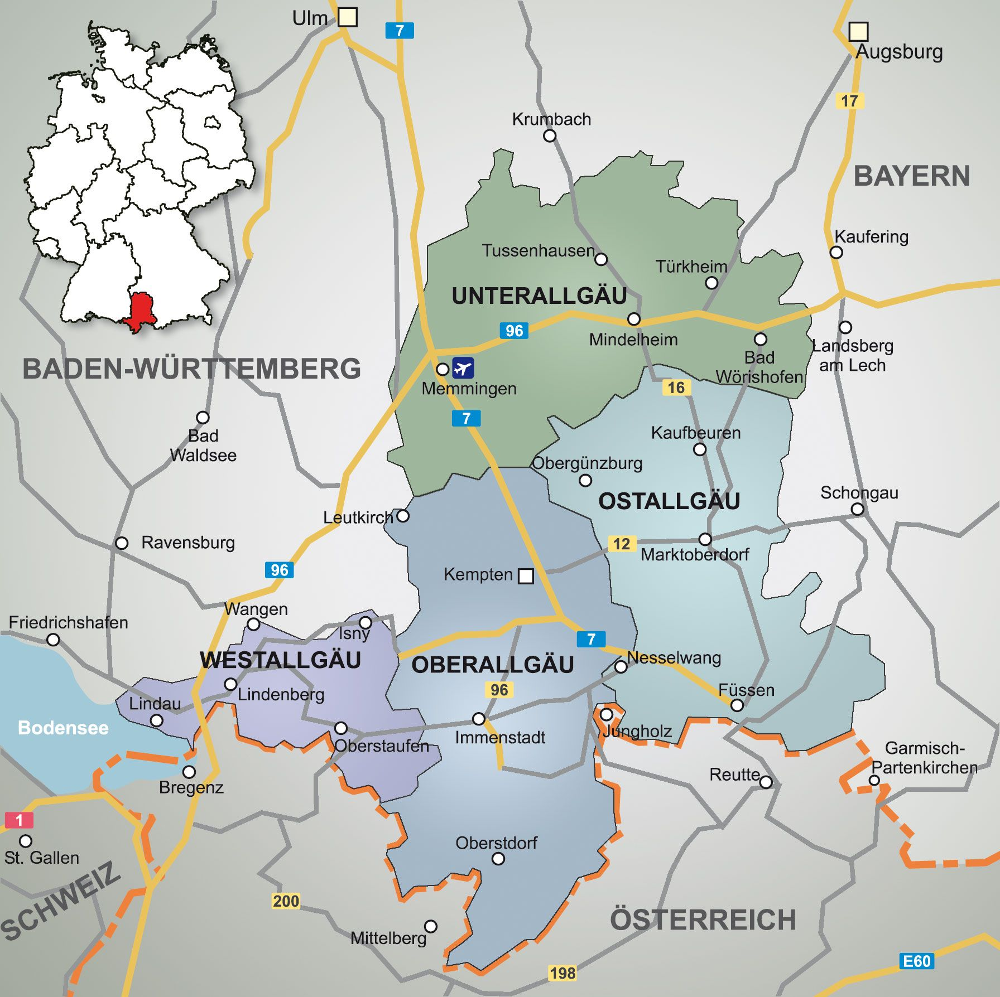 Ulm
7
Augsburg
17
Krumbach
BAYERN
Kaufering
Tussenhausen
Türkheim
UNTERALLGÄU
96
Mindelheim
Landsberg
am Lech
Bad
Wörishofen
BADEN-WÜRTTEMBERG
Memmingen
16
7
Bad
Waldsee
Kaufbeuren
Obergünzburg
OSTALLGÄU
Schongau
Leutkirch
Ravensburg
12
Marktoberdorf
96
Kempten
Wangen
Friedrichshafen
Isny
7
WESTALLGÄU
OBERALLGÄU
Nesselwang
96
Füssen
Lindenberg
Lindau
Bodensee
Jungholz
Immenstadt
Oberstaufen
Garmisch-
Partenkirchen
Reutte
Bregenz
1
St. Gallen
Oberstdorf
SCHWEIZ
200
ÖSTERREICH
Mittelberg
E60
198